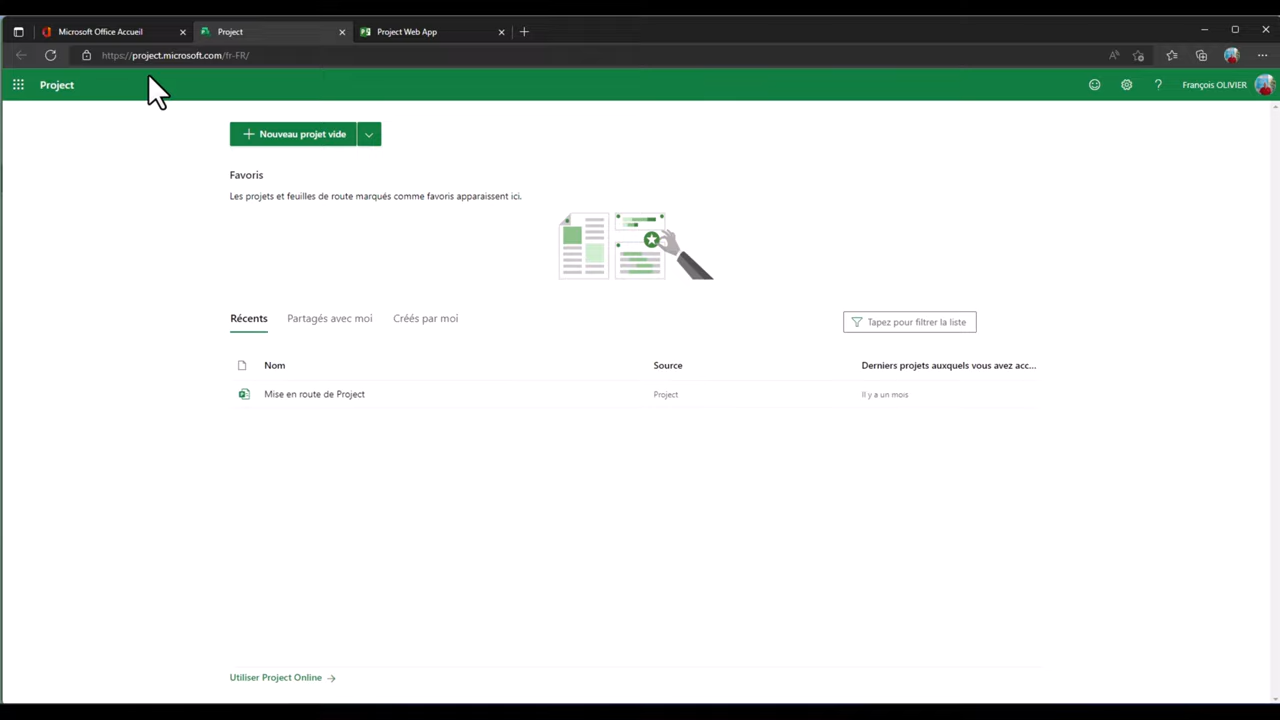 Microsoft Office Accueil
Project
Project Web App
https://project.microsoft.com/fr-FR/
Project
François OLIVIER
Nouveau projet vide
Favoris
Les projets et feuilles de route marqués comme favoris apparaissent ici.
Récents Partagés avec moi Créés par moi
Tapez pour filtrer la liste
Nom Source Derniers projets auxquels vous avez acc...
Mise en route de Project Project Il y a un mois
Utiliser Project Online →